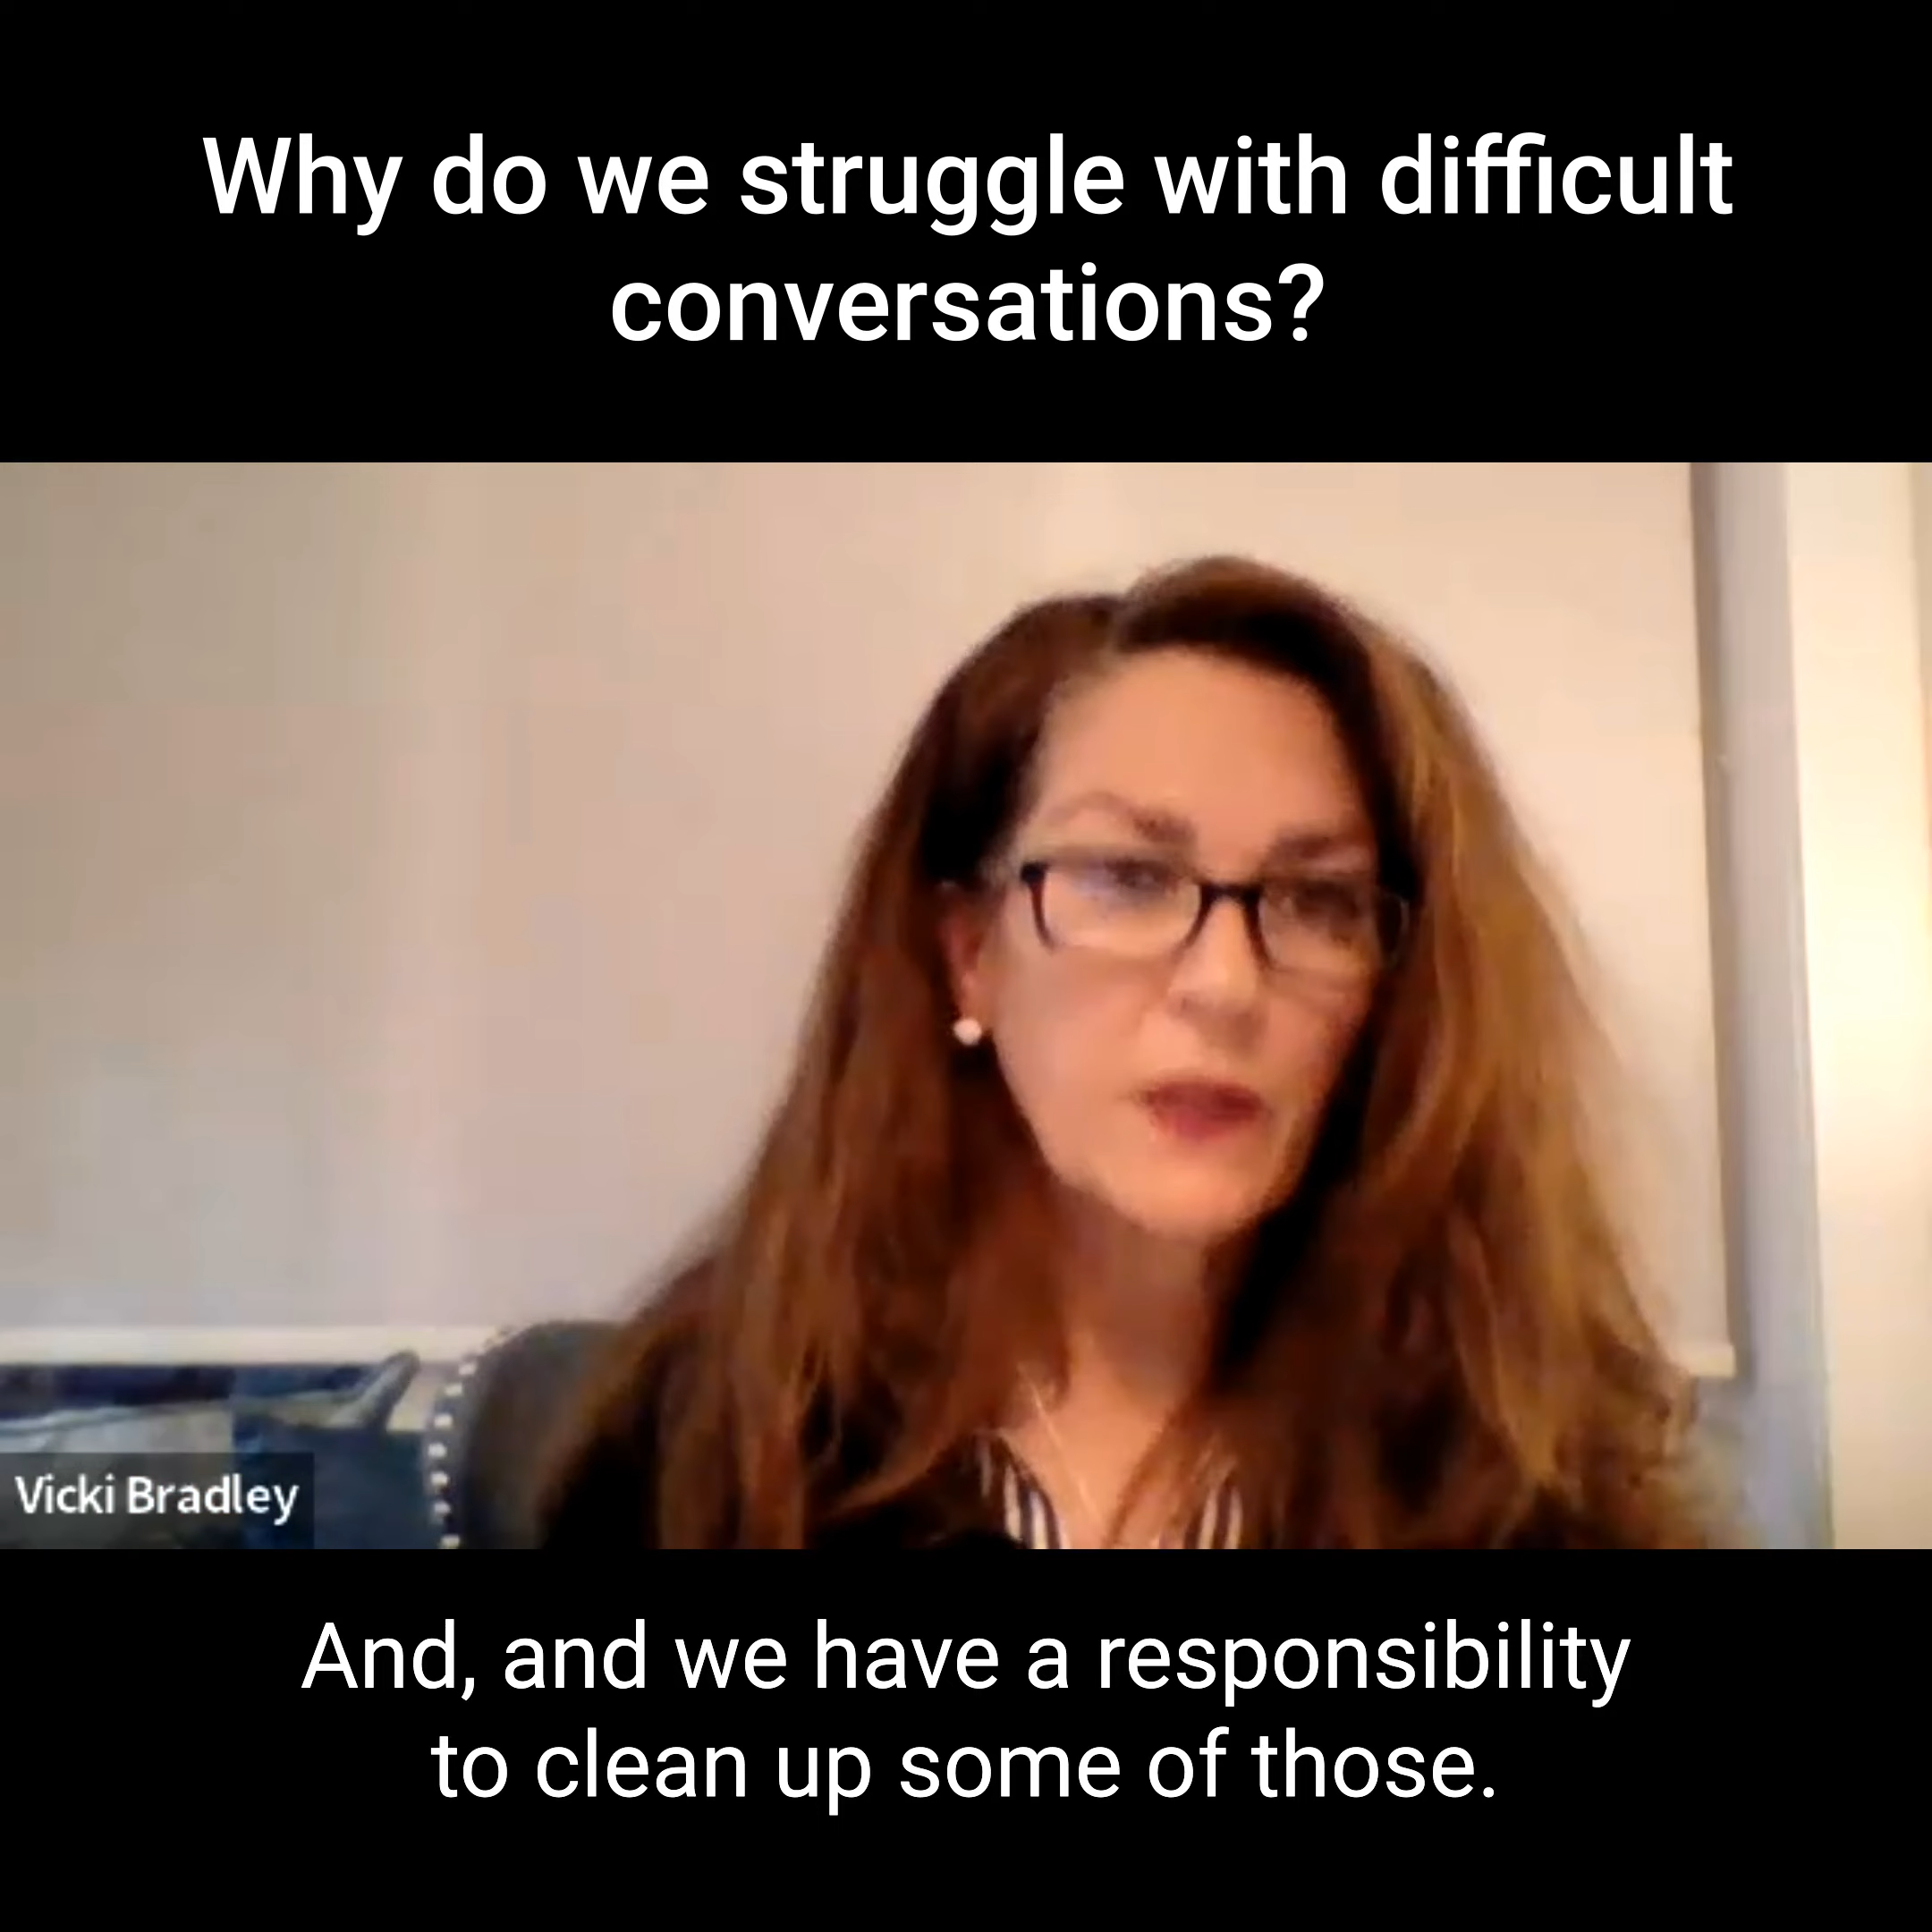 Why do we struggle with difficult
conversations?
Vicki Bradley
And, and we have a responsibility
to clean up some of those.